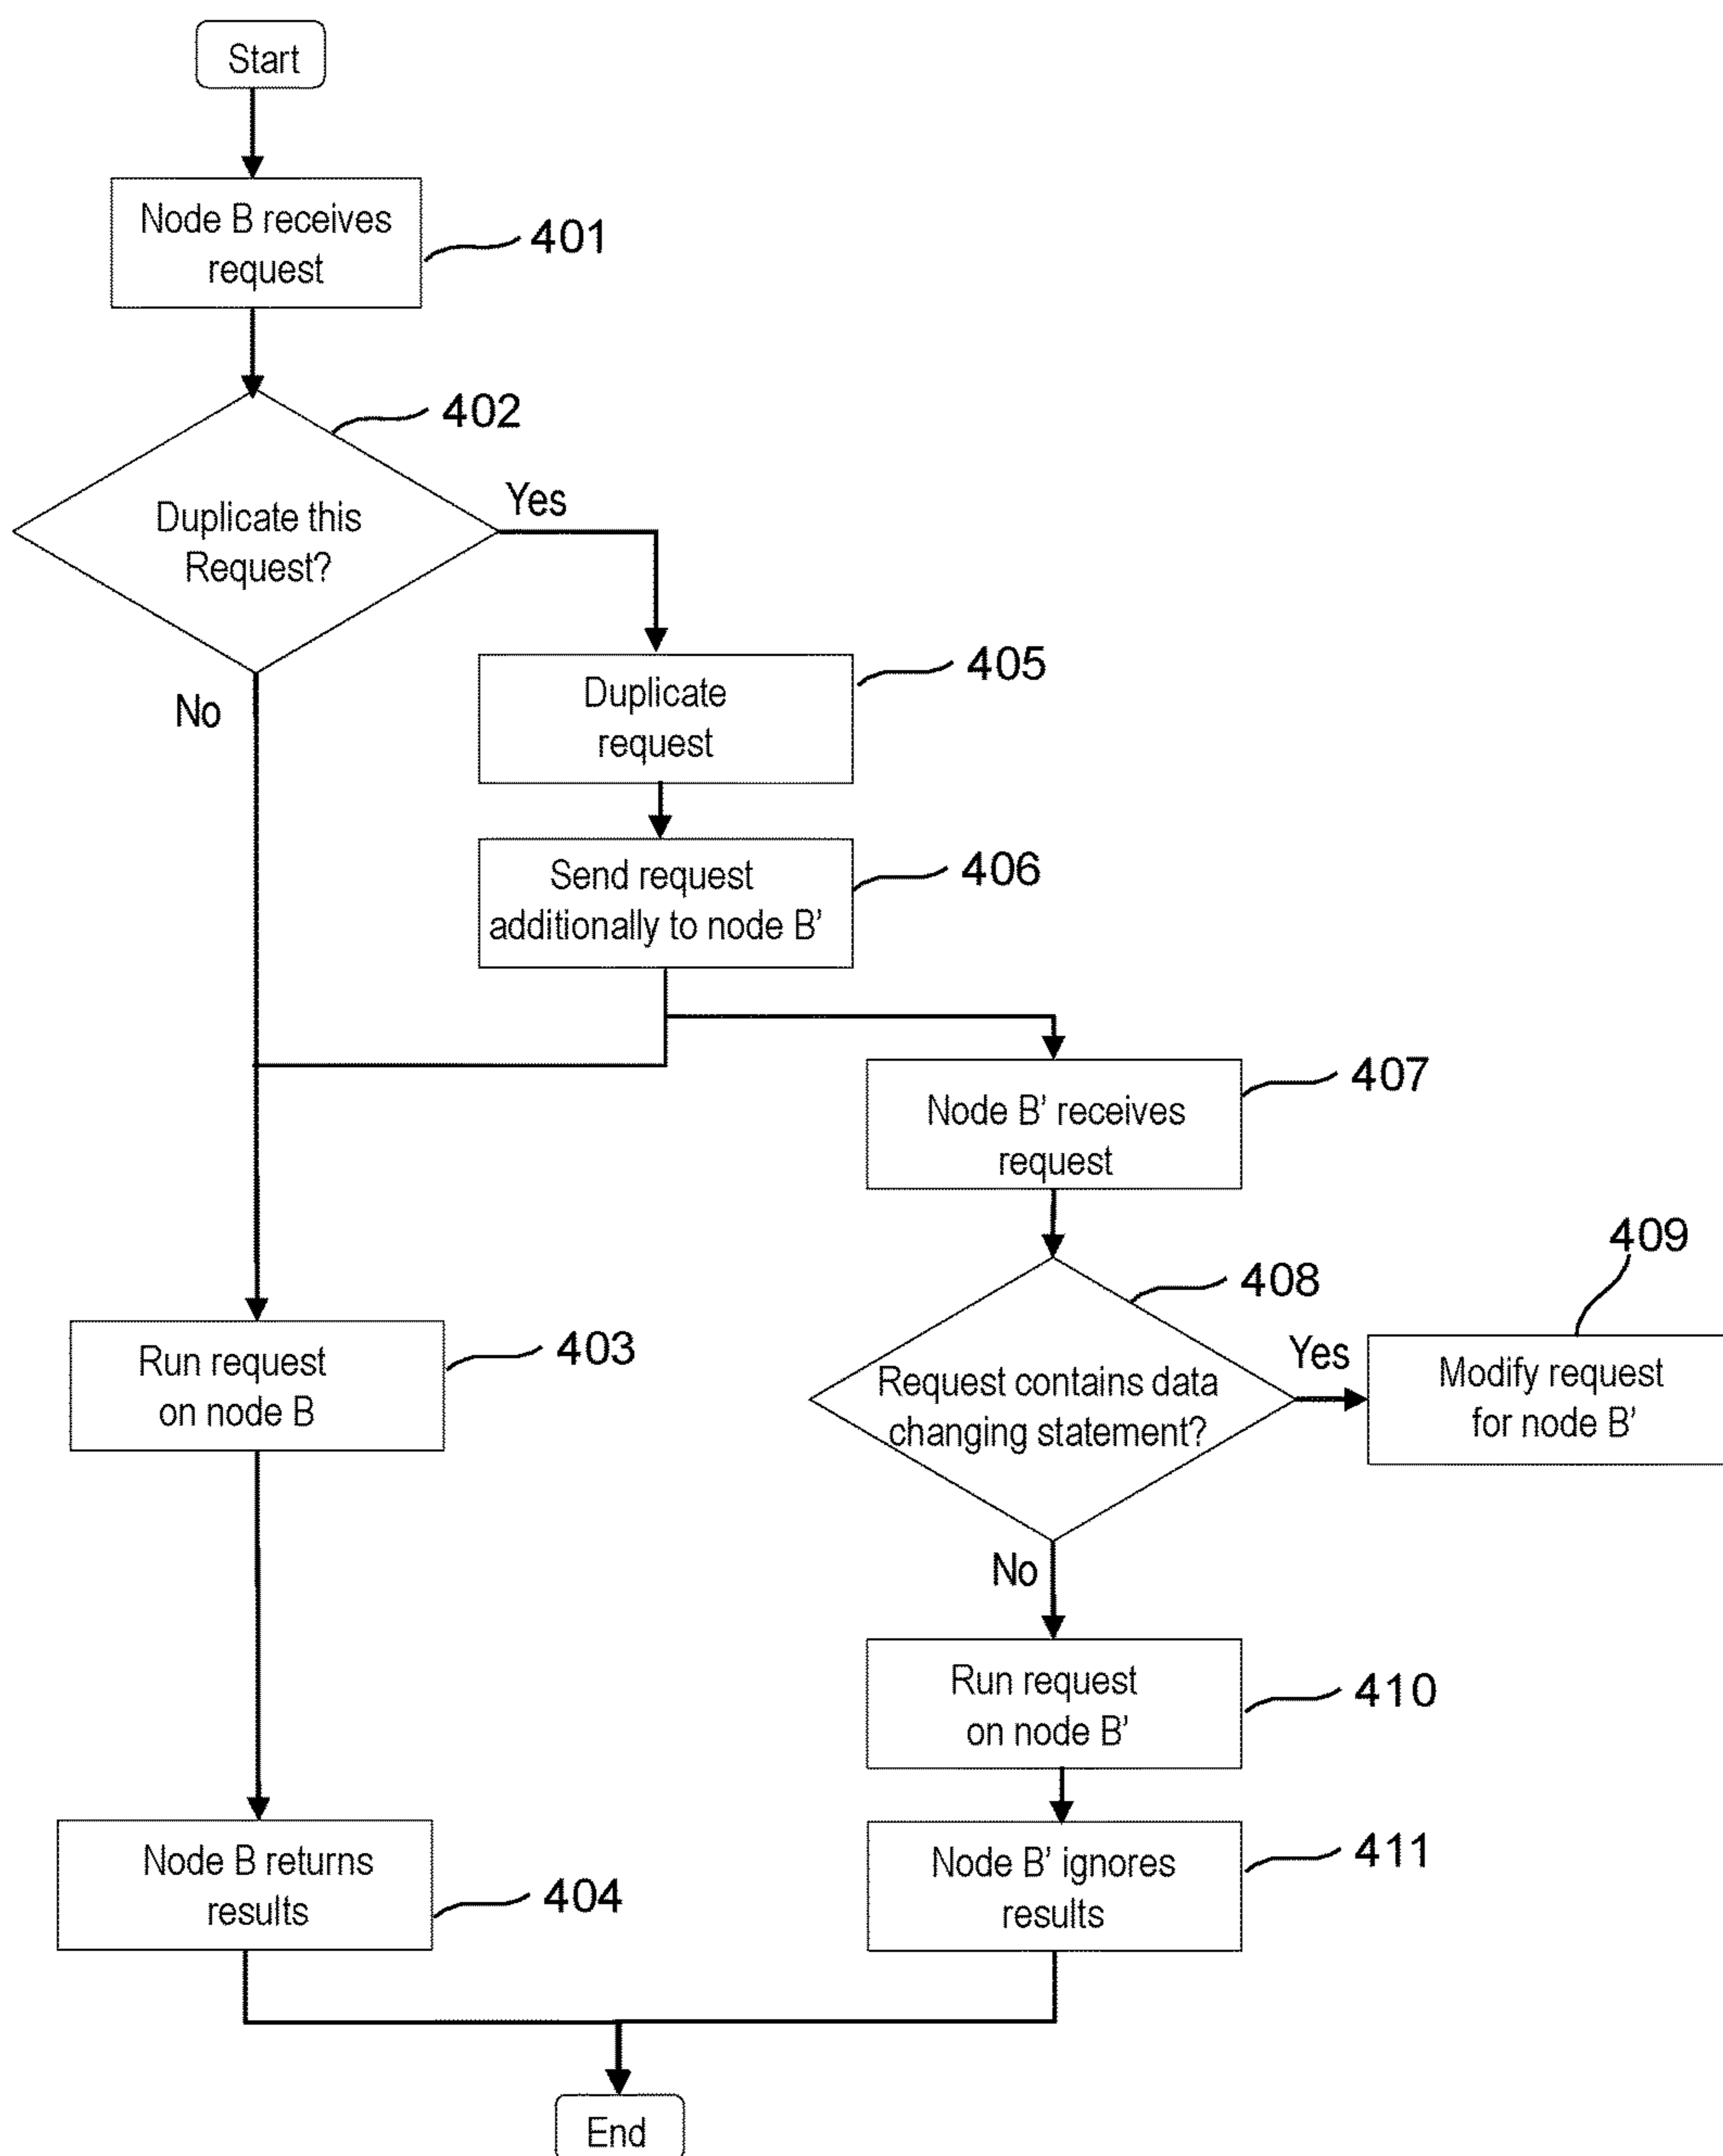 Start
Node B receives
request
401
402
Duplicate this
Request?
Yes
No
405
Duplicate
request
406
Send request
additionally to node B’
407
Node B’ receives
request
408
409
Request contains data
changing statement?
Yes
Modify request
for node B’
403
Run request
on node B
No
Run request
on node B’
410
Node B returns
results
404
Node B’ ignores
results
411
End